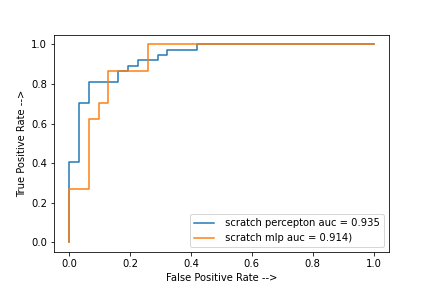 1.0
0.8
0.6
0.4
0.2
0.0
True Positive Rate -->
scratch percepton auc = 0.935
scratch mlp auc = 0.914)
0.0 0.2 0.4 0.6 0.8 1.0
False Positive Rate -->